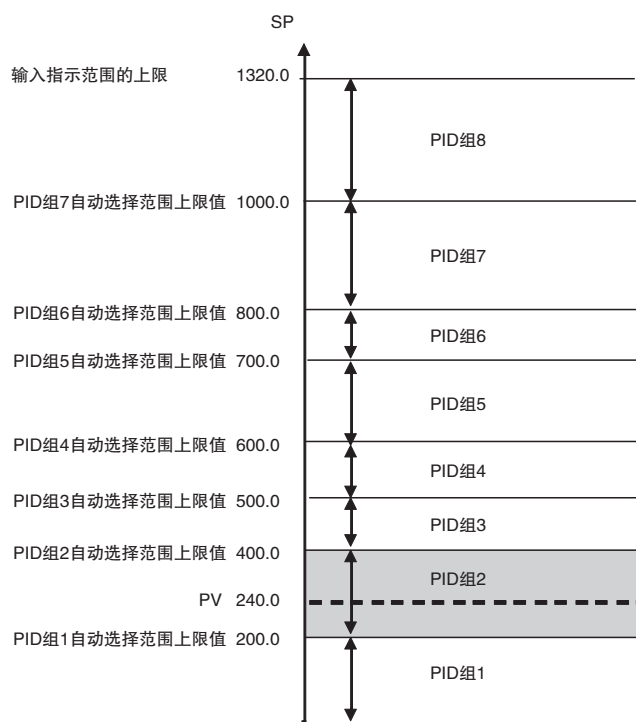 SP
输入指示范围的上限 1320.0
PID组8
PID组7自动选择范围上限值 1000.0
PID组7
PID组6自动选择范围上限值 800.0
PID组6
PID组5自动选择范围上限值 700.0
PID组5
PID组4自动选择范围上限值 600.0
PID组4
PID组3自动选择范围上限值 500.0
PID组3
PID组2自动选择范围上限值 400.0
PID组2
PV 240.0
PID组1自动选择范围上限值 200.0
PID组1